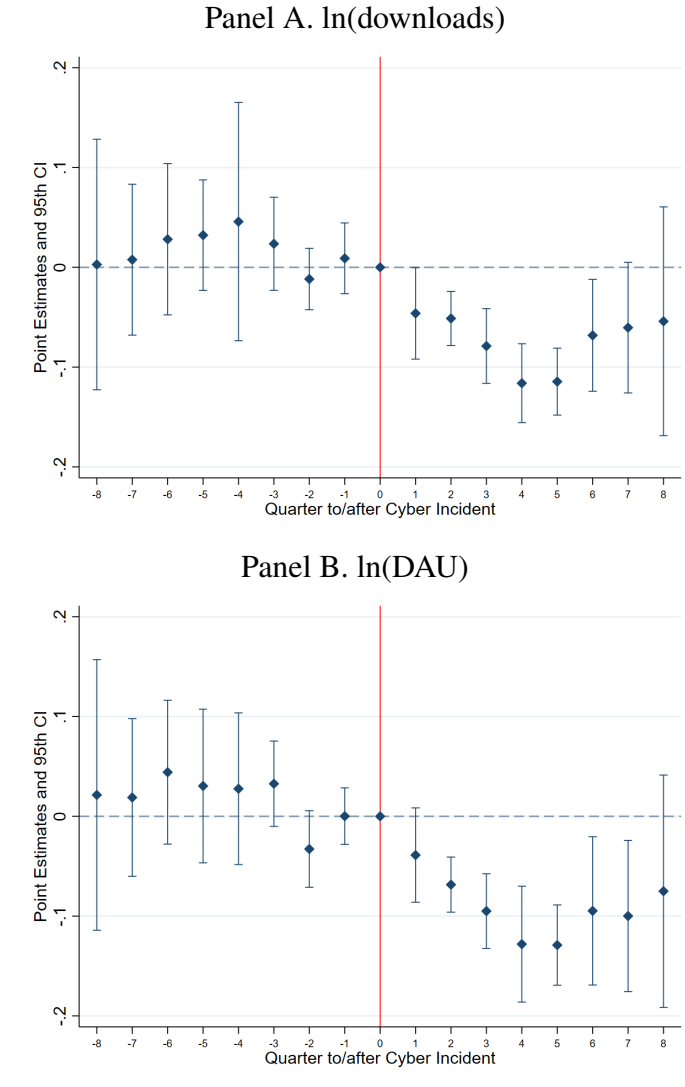 Panel A. ln(downloads)
Point Estimates and 95th CI
.2
.1
0
-.1
-.2
-8 -7 -6 -5 -4 -3 -2 -1 0 1 2 3 4 5 6 7 8
Quarter to/after Cyber Incident
Panel B. ln(DAU)
Point Estimates and 95th CI
.2
.1
0
-.1
-.2
-8 -7 -6 -5 -4 -3 -2 -1 0 1 2 3 4 5 6 7 8
Quarter to/after Cyber Incident